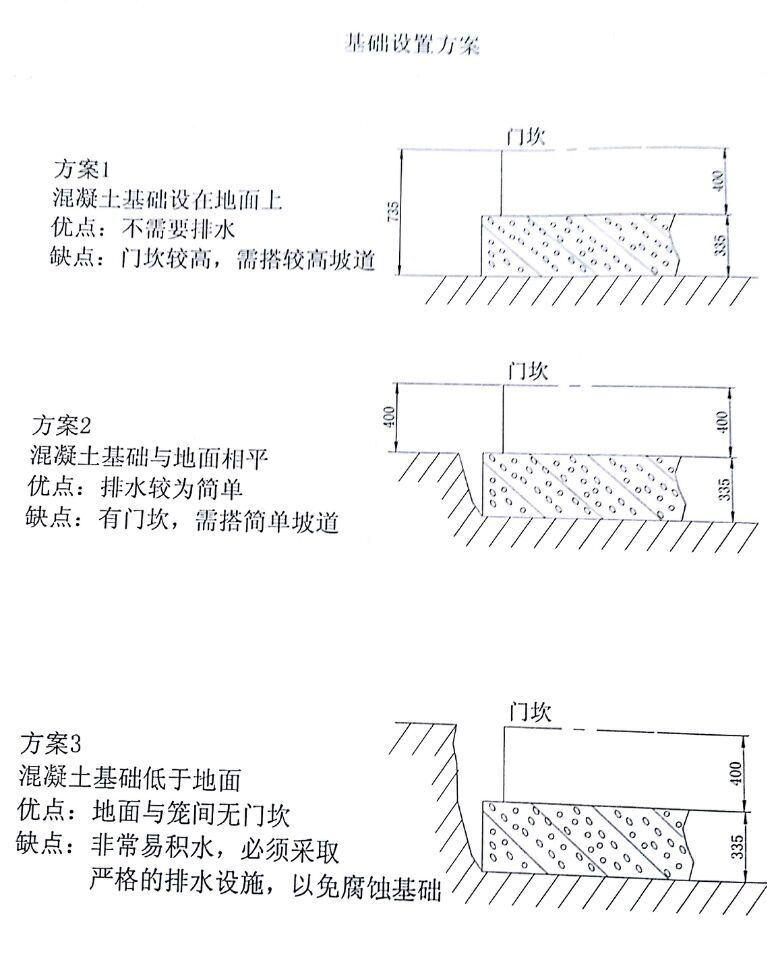 基础设置方案
方案1
混凝土基础设在地面上
优点：不需要排水
缺点：门坎较高，需搭较高坡道
门坎
735
400
335
方案2
混凝土基础与地面相平
优点：排水较为简单
缺点：有门坎，需搭简单坡道
门坎
400
400
335
方案3
混凝土基础低于地面
优点：地面与笼间无门坎
缺点：非常易积水，必须采取
严格的排水设施，以免腐蚀基础
门坎
400
335